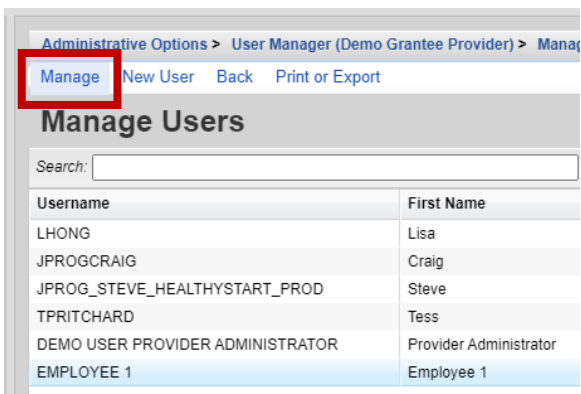 Administrative Options > User Manager (Demo Grantee Provider) > Manag
Manage New User Back Print or Export
Manage Users
Search:
Username First Name
LHONG Lisa
JPROGCRAIG Craig
JPROG_STEVE_HEALTHYSTART_PROD Steve
TPRITCHARD Tess
DEMO USER PROVIDER ADMINISTRATOR Provider Administrator
EMPLOYEE 1 Employee 1